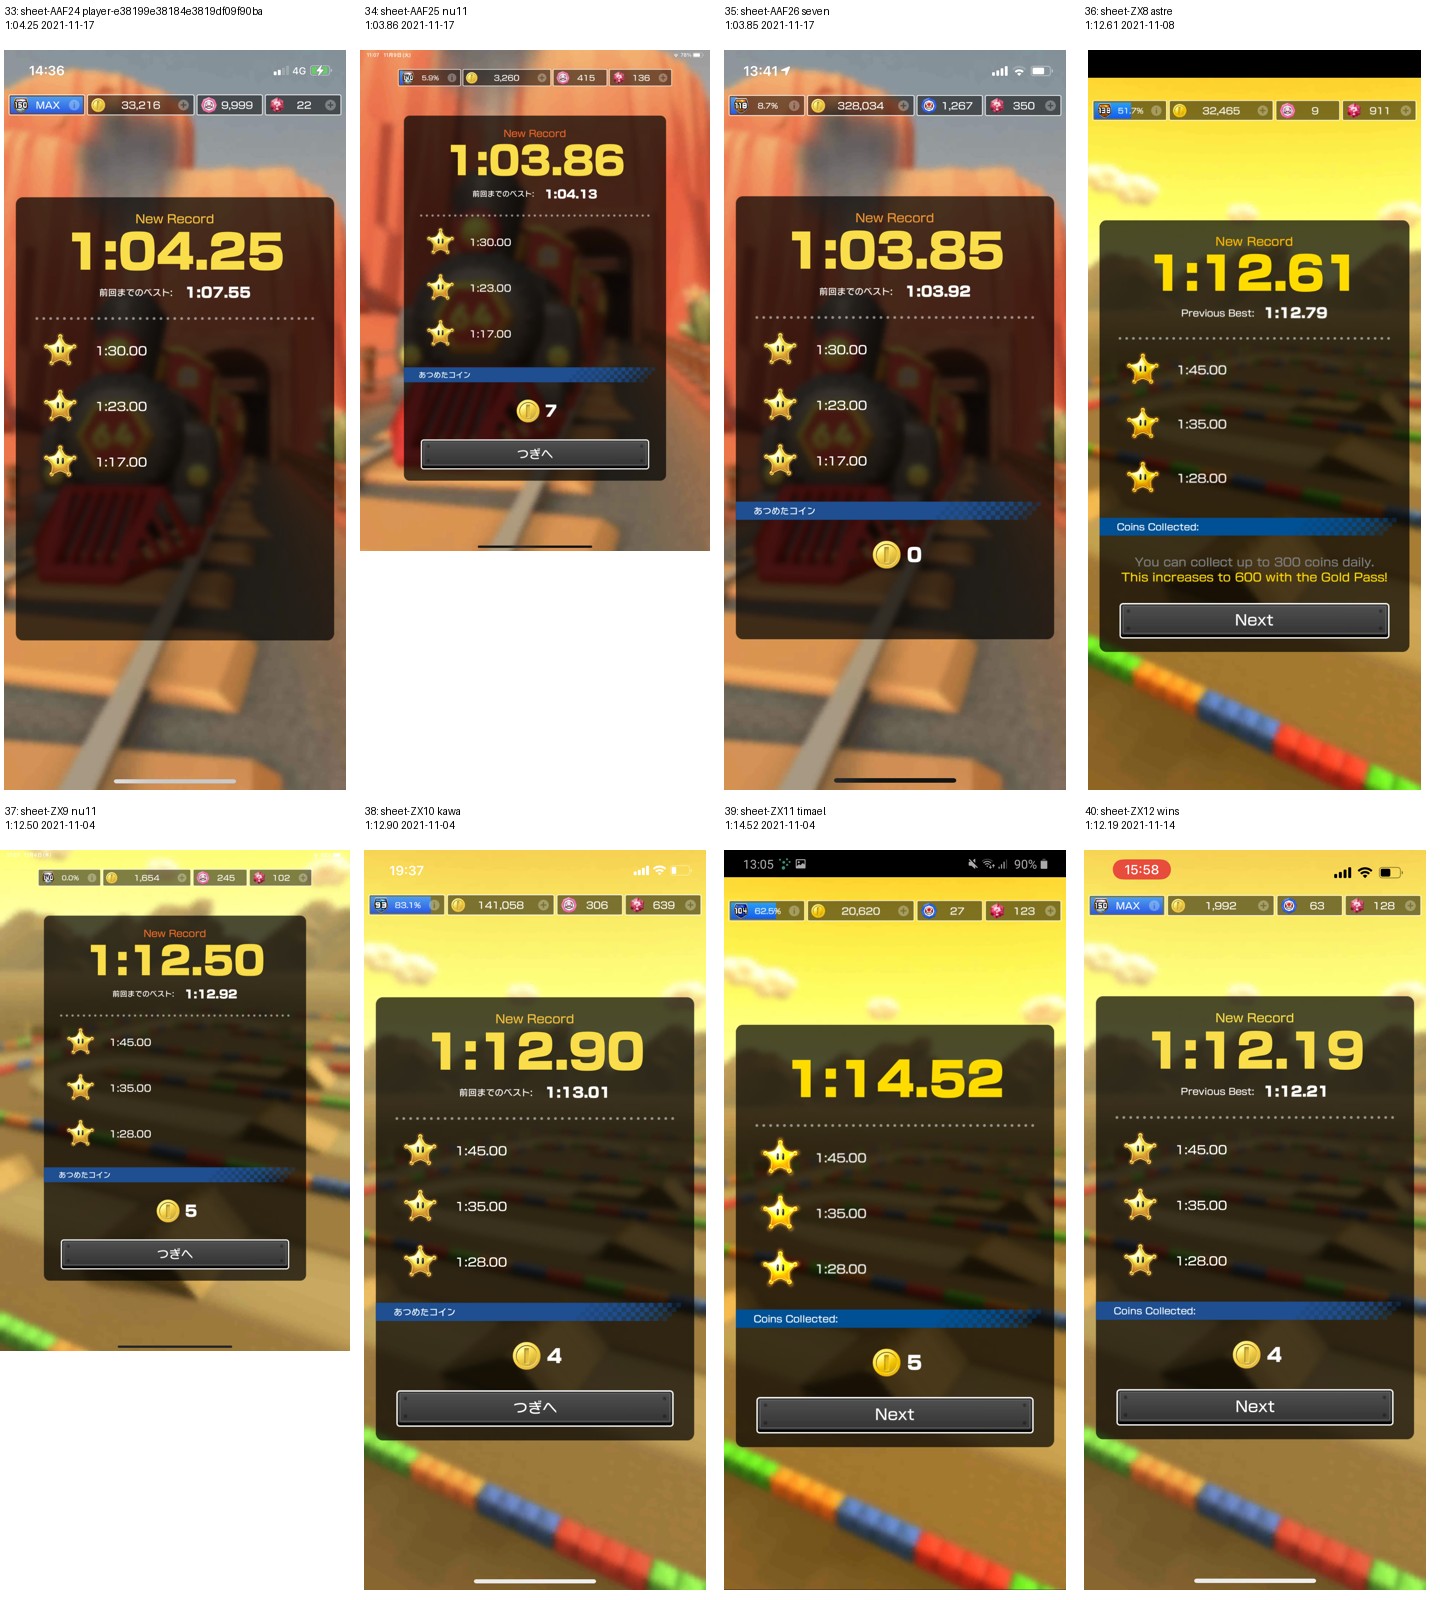 33: sheet-AAF24 player-e38199e38184e3819df09f90ba
1:04.25 2021-11-17
14:36 4G
150 MAX 33,216 9,999 22
New Record
1:04.25
前回までのベスト: 1:07.55
1:30.00
1:23.00
1:17.00
64
34: sheet-AAF25 nu11
1:03.86 2021-11-17
5.9% 3,260 415 136
New Record
1:03.86
前回までのベスト: 1:04.13
1:30.00
1:23.00
1:17.00
あつめたコイン
7
つぎへ
35: sheet-AAF26 seven
1:03.85 2021-11-17
13:41
118 8.7% 328,034 1,267 350
New Record
1:03.85
前回までのベスト: 1:03.92
1:30.00
1:23.00
1:17.00
64
あつめたコイン
0
36: sheet-ZX8 astre
1:12.61 2021-11-08
138 51.7% 32,465 9 911
New Record
1:12.61
Previous Best: 1:12.79
1:45.00
1:35.00
1:28.00
Coins Collected:
You can collect up to 300 coins daily.
This increases to 600 with the Gold Pass!
Next
37: sheet-ZX9 nu11
1:12.50 2021-11-04
0.0% 1,654 245 102
New Record
1:12.50
前回までのベスト: 1:12.92
1:45.00
1:35.00
1:28.00
あつめたコイン
5
つぎへ
38: sheet-ZX10 kawa
1:12.90 2021-11-04
19:37
93 83.1% 141,058 306 639
New Record
1:12.90
前回までのベスト: 1:13.01
1:45.00
1:35.00
1:28.00
あつめたコイン
4
つぎへ
39: sheet-ZX11 timael
1:14.52 2021-11-04
13:05 90%
104 62.5% 20,620 27 123
1:14.52
1:45.00
1:35.00
1:28.00
Coins Collected:
5
Next
40: sheet-ZX12 wins
1:12.19 2021-11-14
15:58
150 MAX 1,992 63 128
New Record
1:12.19
Previous Best: 1:12.21
1:45.00
1:35.00
1:28.00
Coins Collected:
4
Next